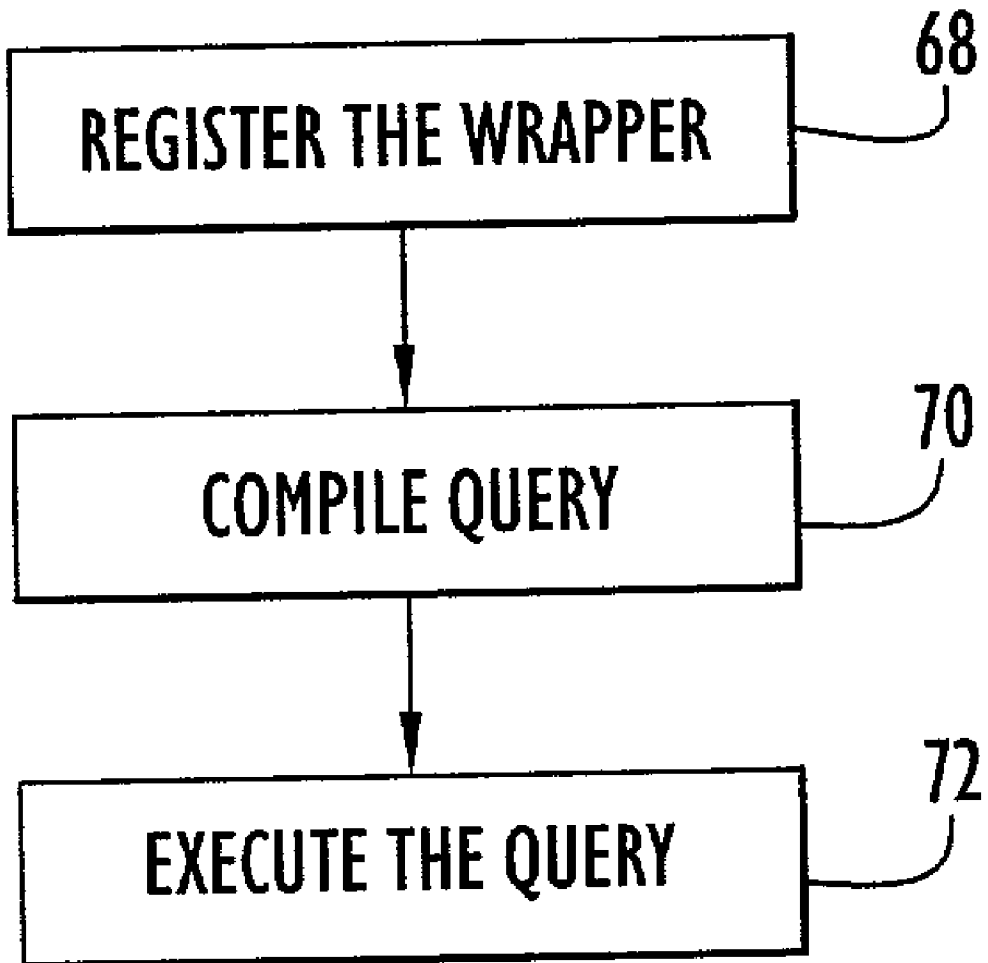 68
REGISTER THE WRAPPER
70
COMPILE QUERY
72
EXECUTE THE QUERY